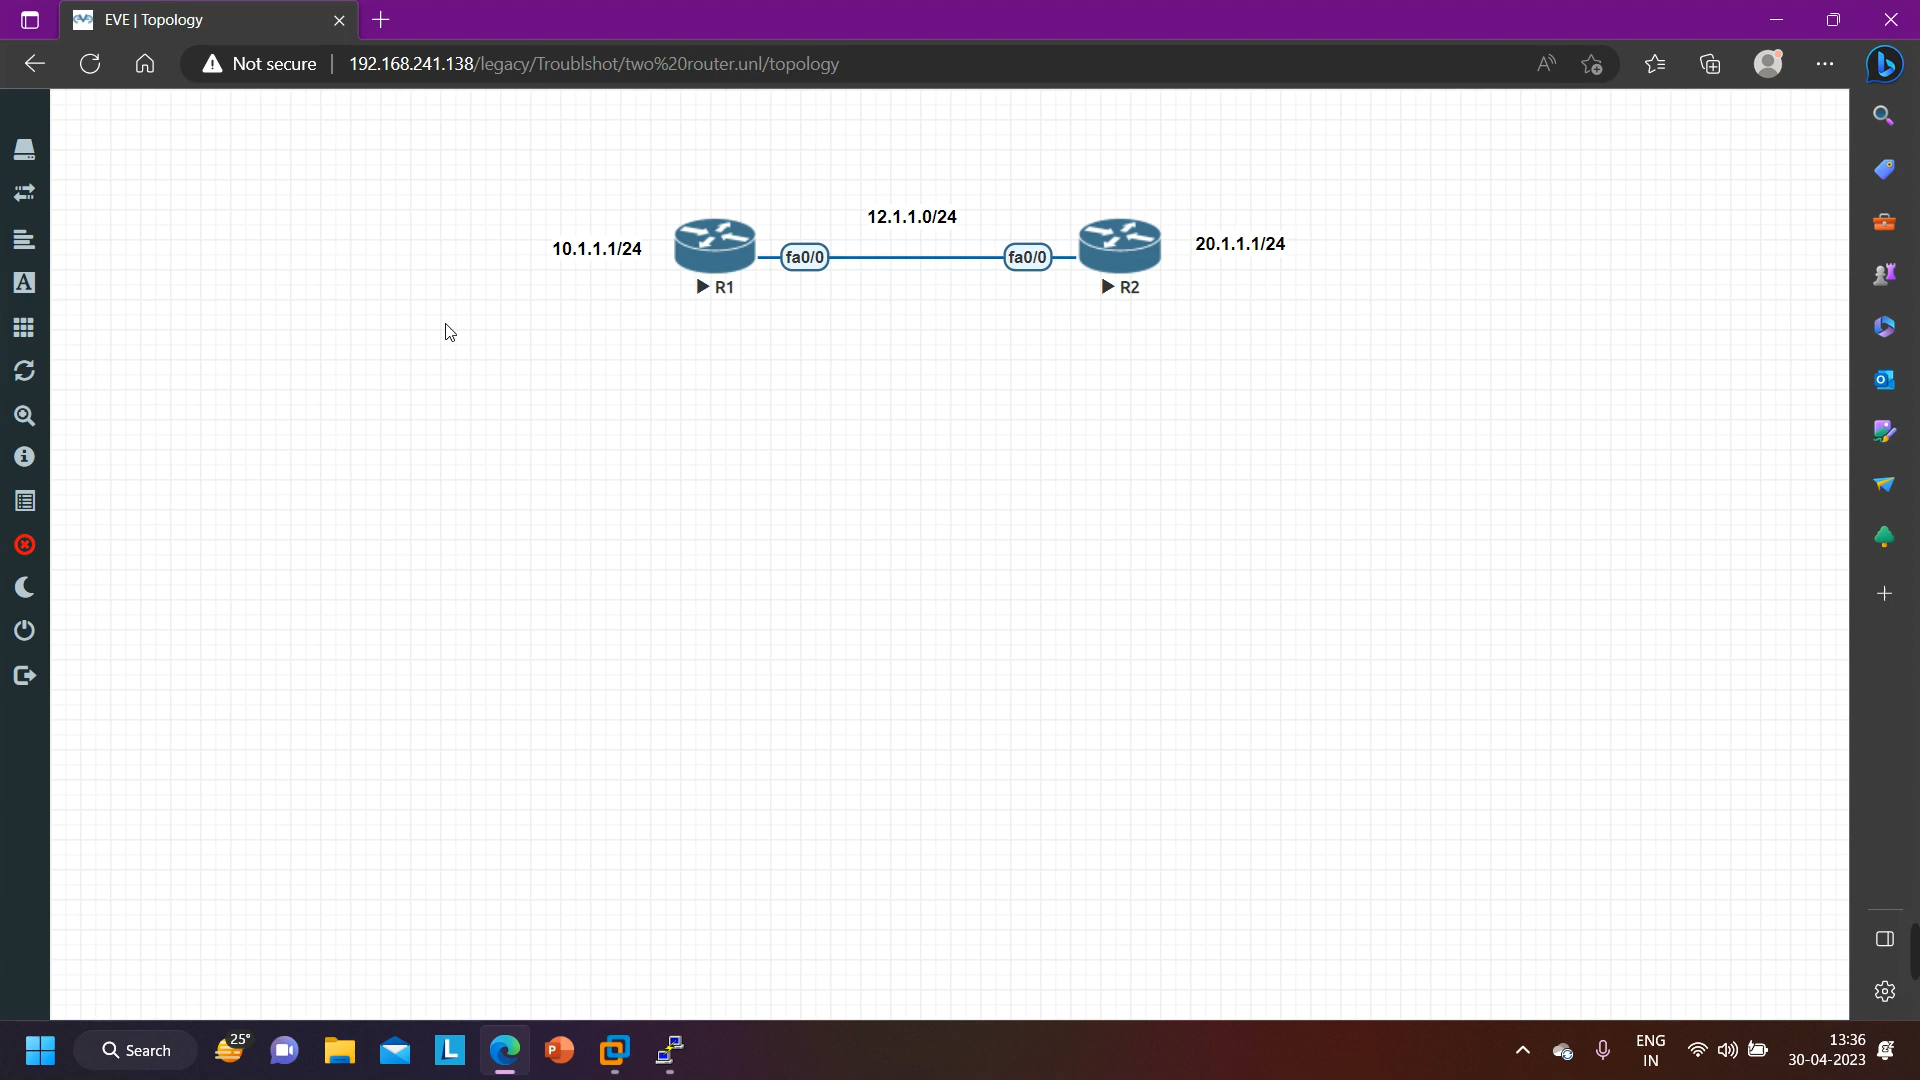 EVE | Topology
Not secure | 192.168.241.138/legacy/Troublshot/two%20router.unl/topology
12.1.1.0/24
10.1.1.1/24
fa0/0
fa0/0
20.1.1.1/24
R1
R2
25°
Search
ENG
IN
13:36
30-04-2023